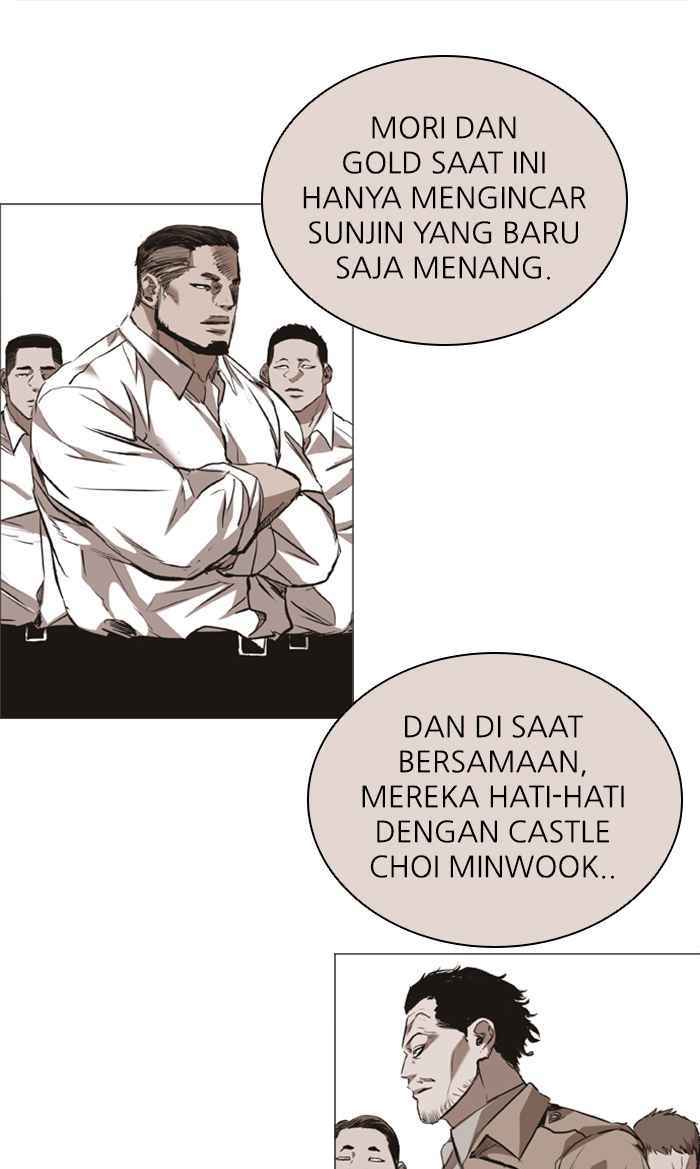 MORI DAN
GOLD SAAT INI
HANYA MENGINCAR
SUNJIN YANG BARU
SAJA MENANG.
DAN DI SAAT
BERSAMAAN,
MEREKA HATI-HATI
DENGAN CASTLE
CHOI MINWOOK..